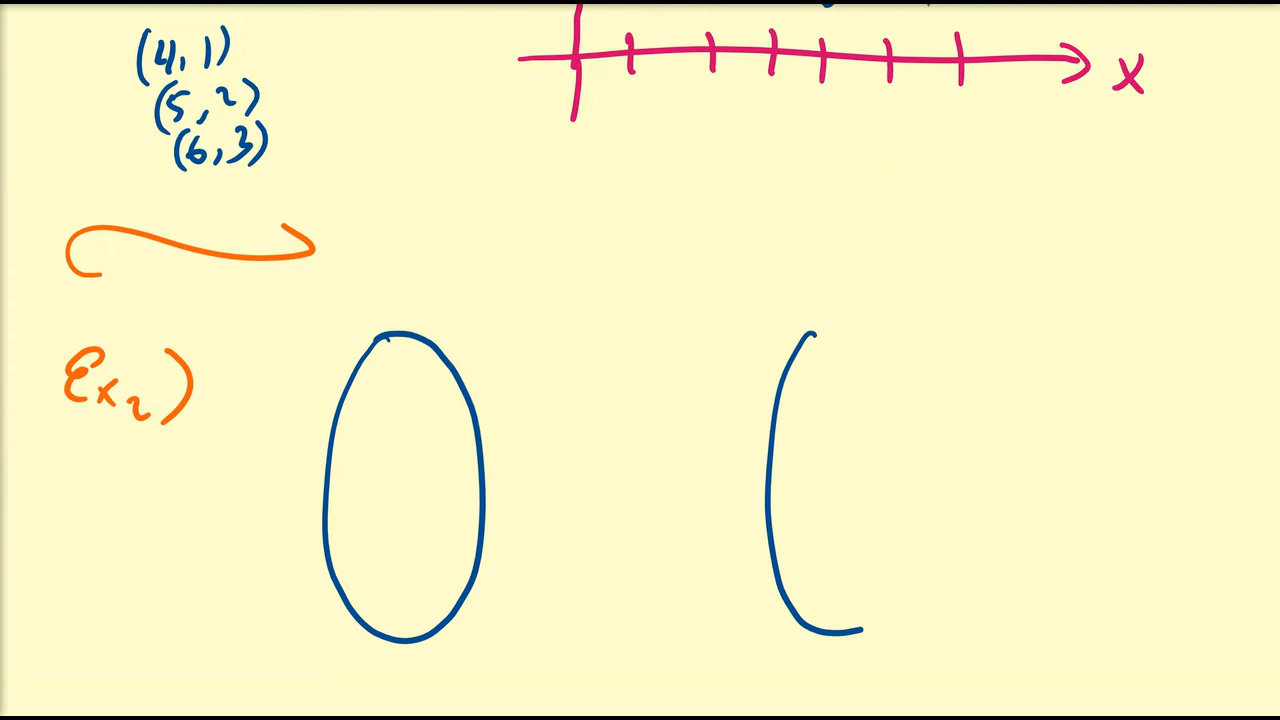 (4, 1)
x
(5, 2)
(6, 3)
Ex 2)